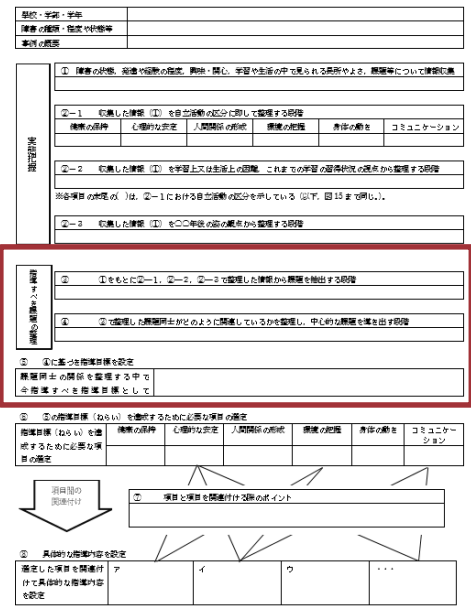 学校・学部・学年
障害の種類・程度や状態等
事例の概要
実態把握
① 障害の状態、発達や経験の程度、興味・関心、学習や生活の中で見られる長所やよさ、課題等について情報収集
②－1 収集した情報（①）を自立活動の区分に即して整理する段階
健康の保持 心理的な安定 人間関係の形成 環境の把握 身体の動き コミュニケーション
②－2 収集した情報（①）を学習上又は生活上の困難、これまでの学習の習得状況の視点から整理する段階
※各項目の末尾の（ ）は、②－1における自立活動の区分を示している（以下、図15まで同じ。）。
②－3 収集した情報（①）を○○年後の姿の観点から整理する段階
指導すべき課題の整理
③ ①をもとに②－1、②－2、②－3で整理した情報から課題を抽出する段階
④ ③で整理した課題同士がどのように関連しているかを整理し、中心的な課題を導き出す段階
⑤ ④に基づき指導目標を設定
課題同士の関係を整理する中で
今指導すべき指導目標として
⑥ ⑤の指導目標（ねらい）を達成するために必要な項目の選定
指導目標（ねらい）を達
成するために必要な項
目の選定
健康の保持 心理的な安定 人間関係の形成 環境の把握 身体の動き コミュニケー
ション
項目間の
関連付け
⑦ 項目と項目を関連付ける際のポイント
⑧ 具体的な指導内容を設定
選定した項目を関連付
けて具体的な指導内容
を設定
ア イ ウ ・・・